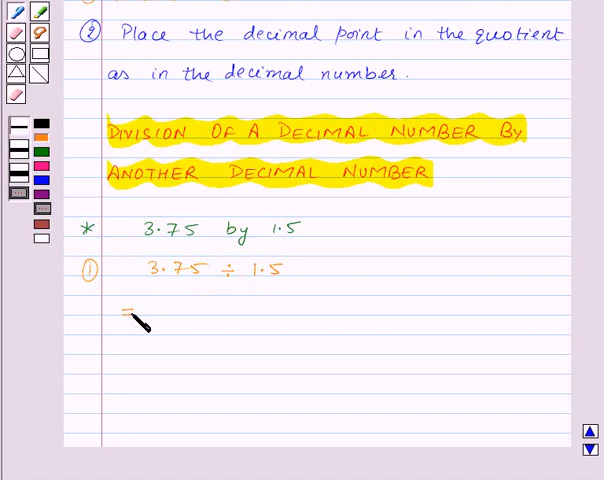 ② Place the decimal point in the quotient
as in the decimal number.
DIVISION OF A DECIMAL NUMBER BY
ANOTHER DECIMAL NUMBER
* 3.75 by 1.5
① 3.75 ÷ 1.5
=